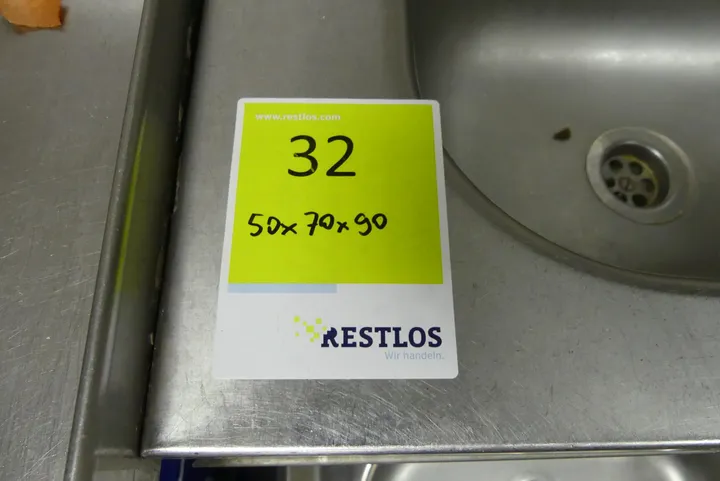 www.restlos.com
32
50x70x90
RESTLOS
Wir handeln.